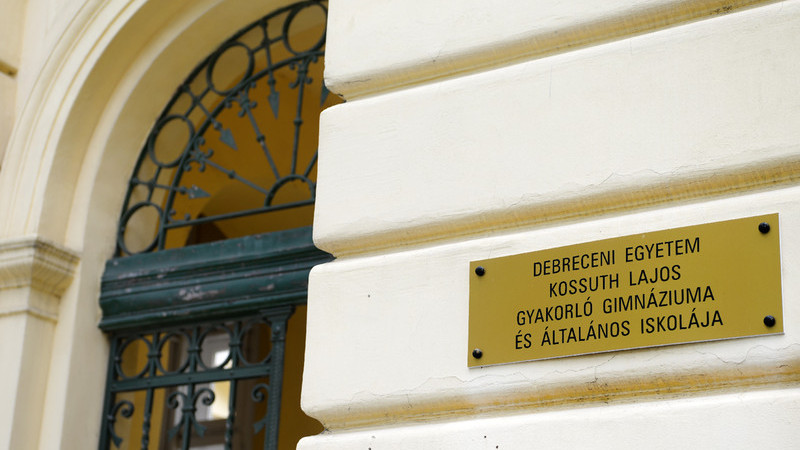 DEBRECENI EGYETEM
KOSSUTH LAJOS
GYAKORLÓ GIMNÁZIUMA
ÉS ÁLTALÁNOS ISKOLÁJA